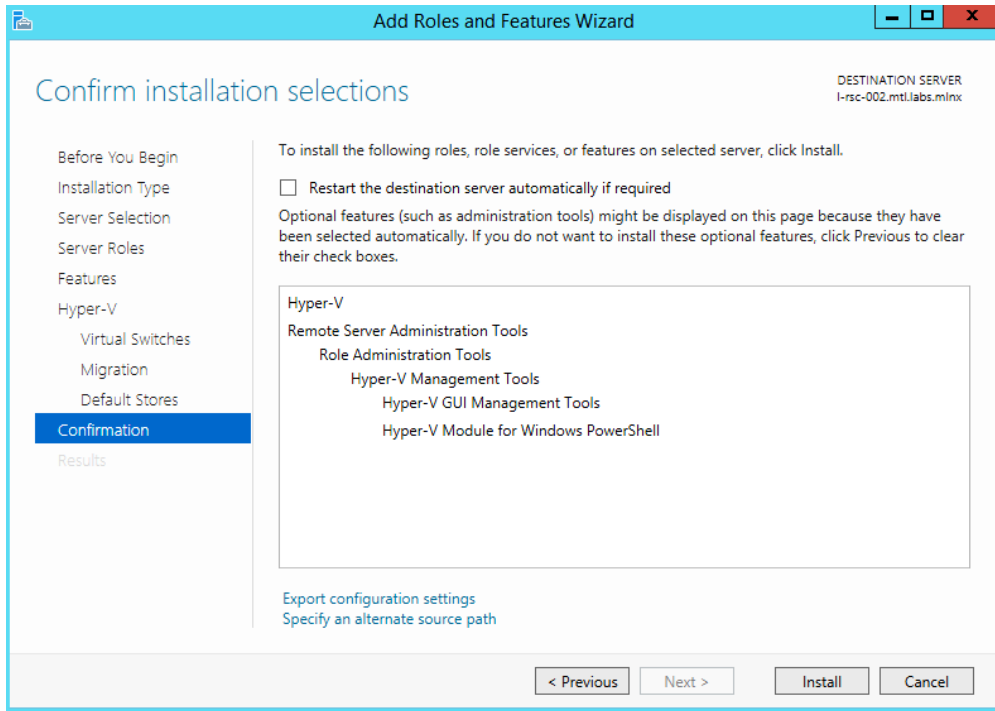 Add Roles and Features Wizard
x
Confirm installation selections
DESTINATION SERVER
l-rsc-002.mtl.labs.mlnx
Before You Begin
Installation Type
Server Selection
Server Roles
Features
Hyper-V
Virtual Switches
Migration
Default Stores
Confirmation
Results
To install the following roles, role services, or features on selected server, click Install.
Restart the destination server automatically if required
Optional features (such as administration tools) might be displayed on this page because they have
been selected automatically. If you do not want to install these optional features, click Previous to clear
their check boxes.
Hyper-V
Remote Server Administration Tools
Role Administration Tools
Hyper-V Management Tools
Hyper-V GUI Management Tools
Hyper-V Module for Windows PowerShell
Export configuration settings
Specify an alternate source path
< Previous
Next >
Install
Cancel